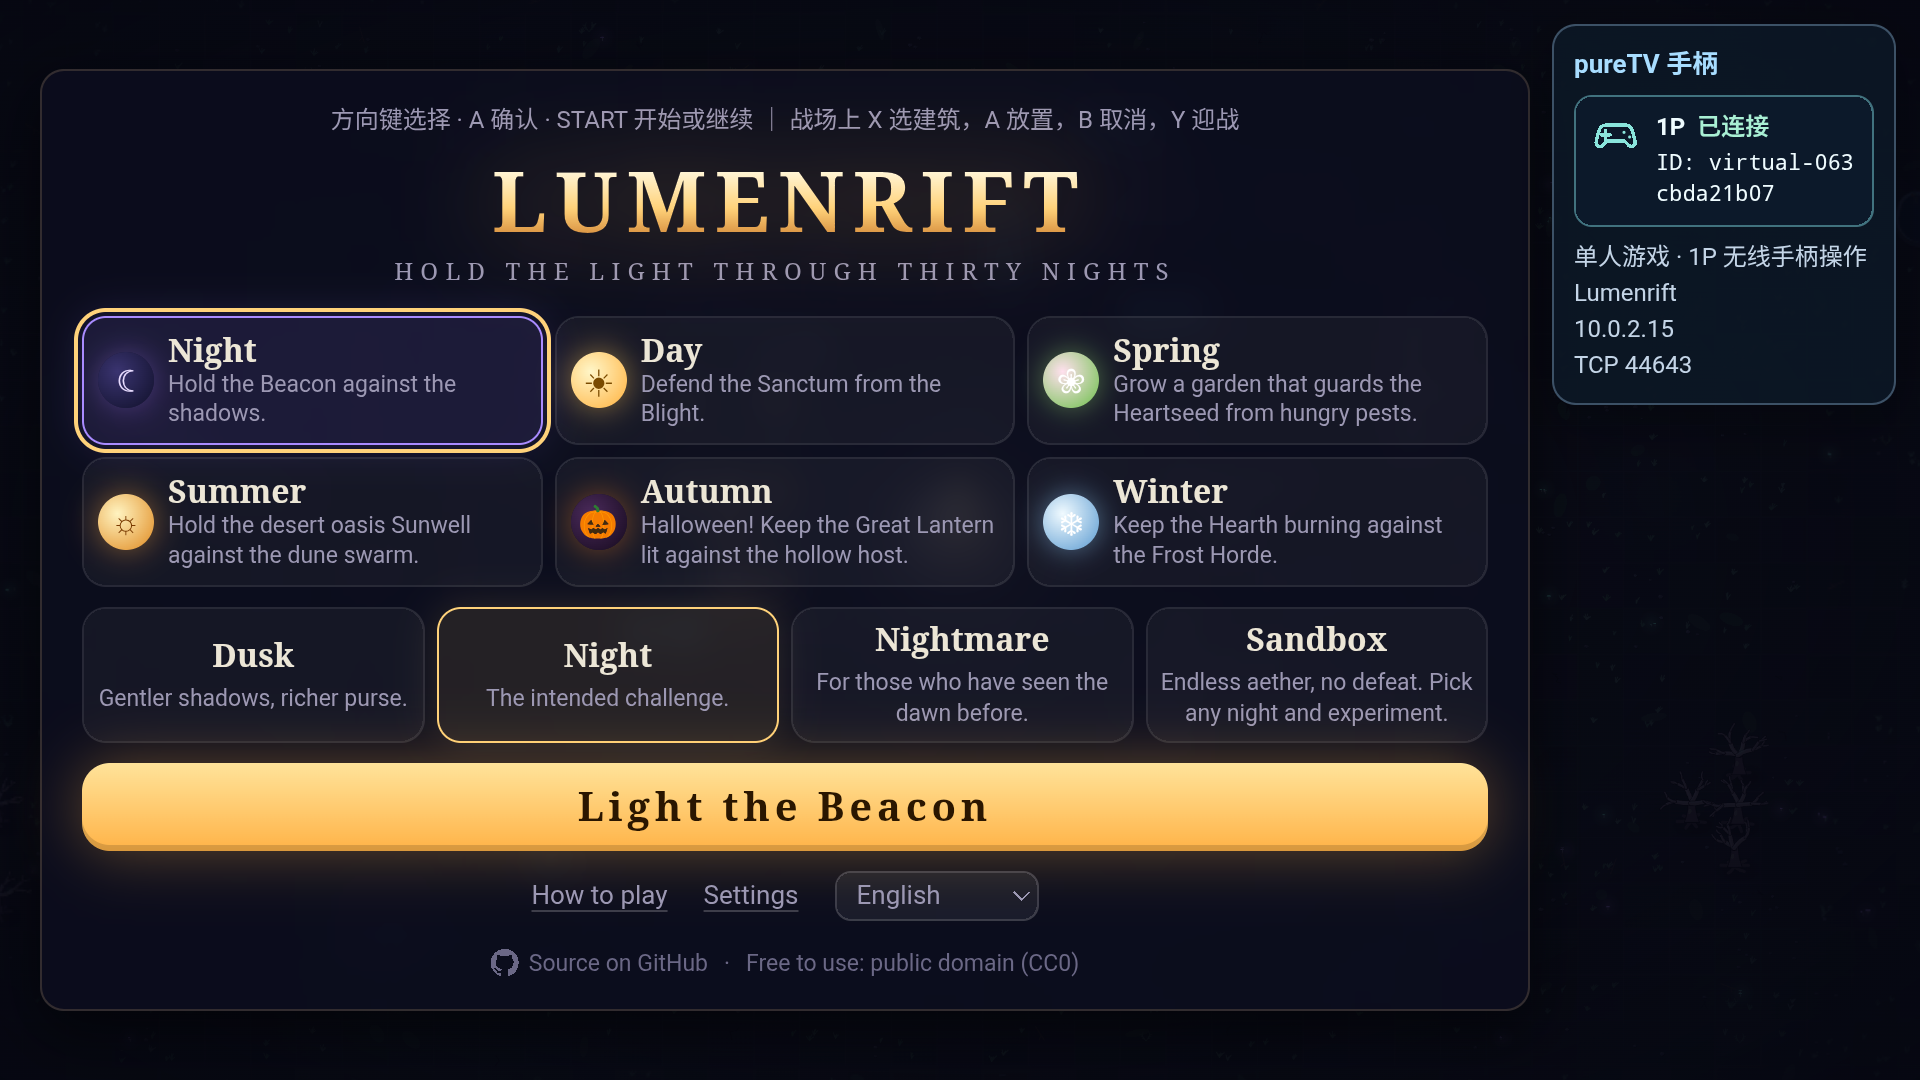 方向键选择 · A 确认 · START 开始或继续 ｜ 战场上 X 选建筑，A 放置，B 取消，Y 迎战
LUMENRIFT
HOLD THE LIGHT THROUGH THIRTY NIGHTS
Night
Hold the Beacon against the
shadows.
Day
Defend the Sanctum from the
Blight.
Spring
Grow a garden that guards the
Heartseed from hungry pests.
Summer
Hold the desert oasis Sunwell
against the dune swarm.
Autumn
Halloween! Keep the Great Lantern
lit against the hollow host.
Winter
Keep the Hearth burning against
the Frost Horde.
Dusk
Gentler shadows, richer purse.
Night
The intended challenge.
Nightmare
For those who have seen the
dawn before.
Sandbox
Endless aether, no defeat. Pick
any night and experiment.
Light the Beacon
How to play
Settings
English
Source on GitHub · Free to use: public domain (CC0)
pureTV 手柄
1P 已连接
ID: virtual-063
cbda21b07
单人游戏 · 1P 无线手柄操作
Lumenrift
10.0.2.15
TCP 44643